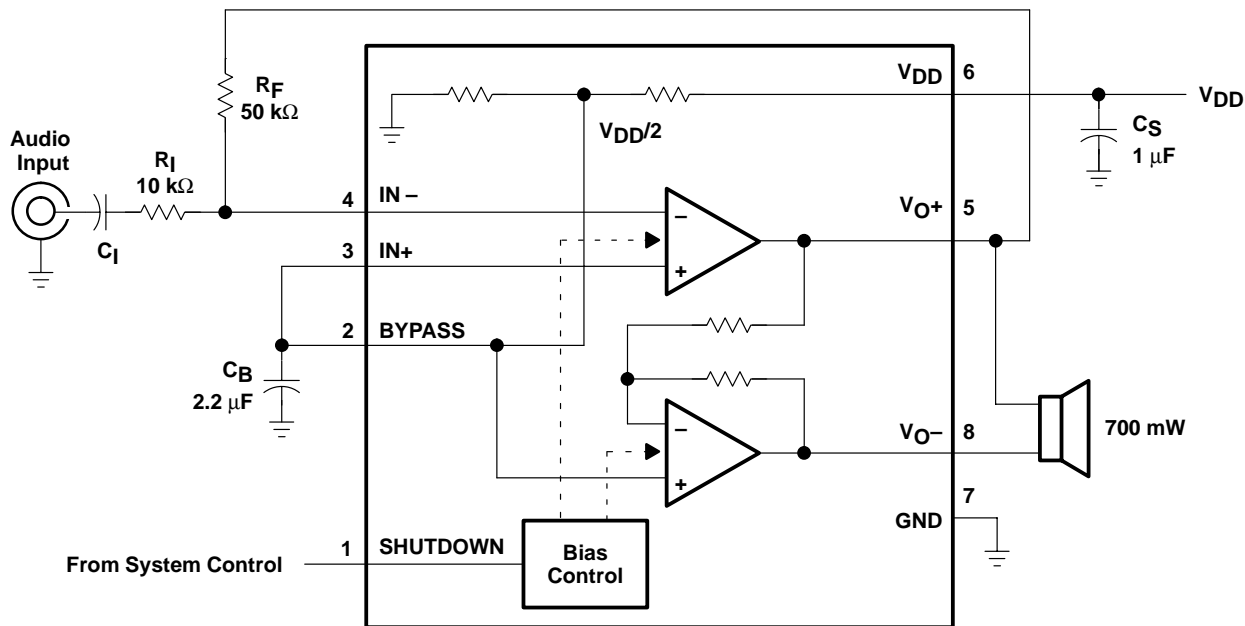 VDD 6
VDD
RF
50 kΩ
VDD/2
CS
1 μF
Audio
Input
RI
10 kΩ
CI
4 IN –
VO+ 5
–
+
3 IN+
2 BYPASS
CB
2.2 μF
–
+
VO– 8
700 mW
7
GND
1 SHUTDOWN
From System Control
Bias
Control